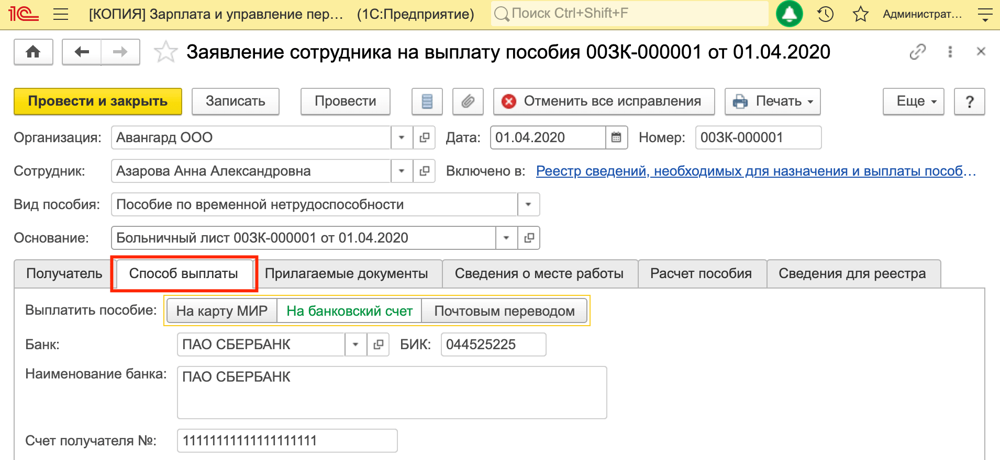 1С [КОПИЯ] Зарплата и управление пер... (1С:Предприятие) Поиск Ctrl+Shift+F Администрат...
Заявление сотрудника на выплату пособия 00ЗК-000001 от 01.04.2020
Провести и закрыть Записать Провести Отменить все исправления Печать Еще ?
Организация: Авангард ООО Дата: 01.04.2020 Номер: 00ЗК-000001
Сотрудник: Азарова Анна Александровна Включено в: Реестр сведений, необходимых для назначения и выплаты пособ...
Вид пособия: Пособие по временной нетрудоспособности
Основание: Больничный лист 00ЗК-000001 от 01.04.2020
Получатель Способ выплаты Прилагаемые документы Сведения о месте работы Расчет пособия Сведения для реестра
Выплатить пособие: На карту МИР На банковский счет Почтовым переводом
Банк: ПАО СБЕРБАНК БИК: 044525225
Наименование банка: ПАО СБЕРБАНК
Счет получателя №: 11111111111111111111